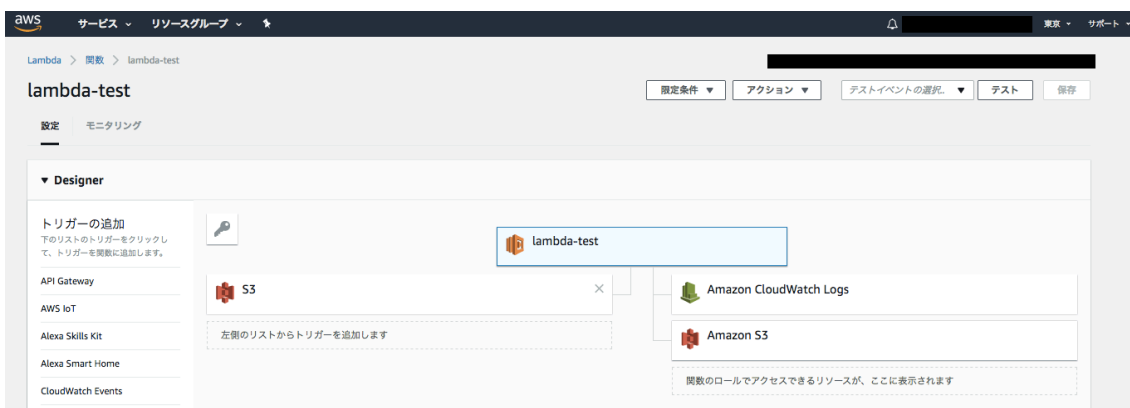 aws サービス リソースグループ 東京 サポート
Lambda > 関数 > lambda-test
lambda-test
限定条件 アクション テストイベントの選択.. テスト 保存
設定 モニタリング
Designer
トリガーの追加
下のリストのトリガーをクリックし
て、トリガーを関数に追加します。
API Gateway
AWS IoT
Alexa Skills Kit
Alexa Smart Home
CloudWatch Events
lambda-test
S3
左側のリストからトリガーを追加します
Amazon CloudWatch Logs
Amazon S3
関数のロールでアクセスできるリソースが、ここに表示されます